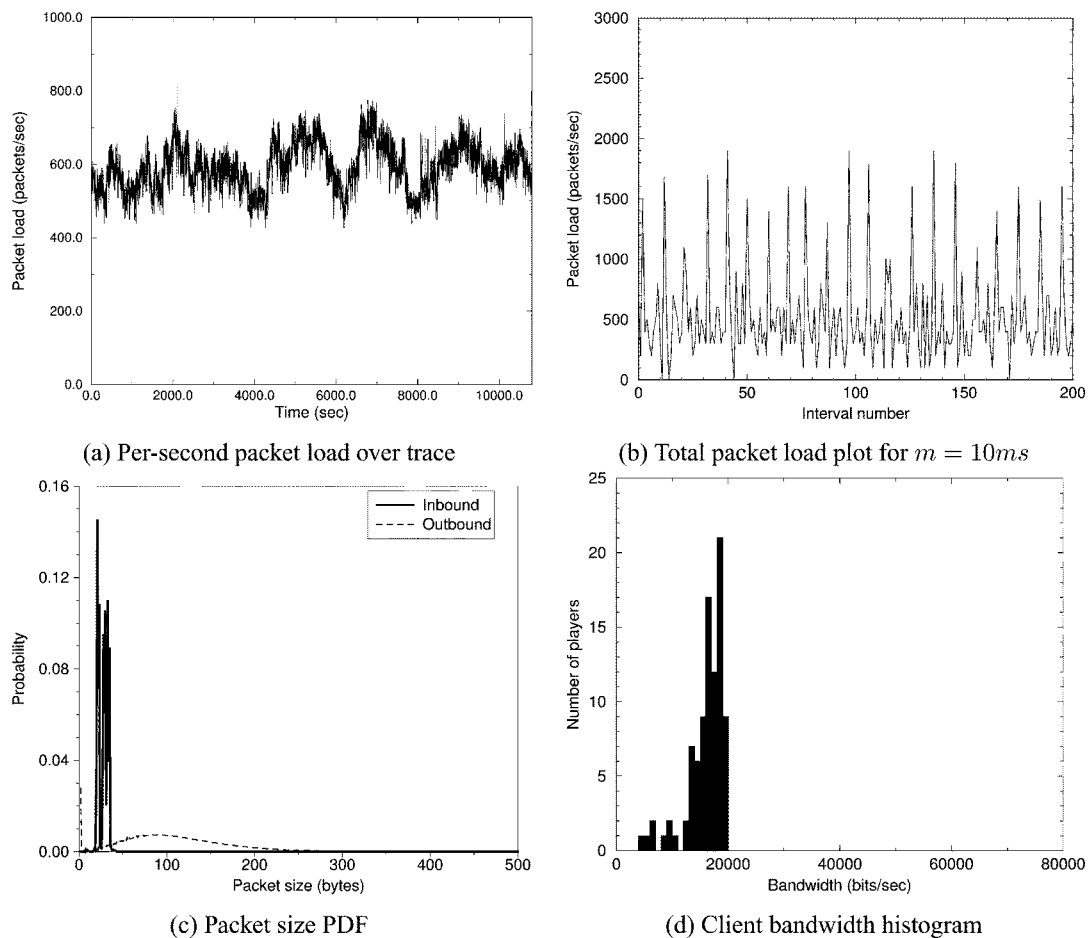 1000.0
800.0
600.0
400.0
200.0
0.0
Packet load (packets/sec)
0.0 2000.0 4000.0 6000.0 8000.0 10000.0
Time (sec)
(a) Per-second packet load over trace
3000
2500
2000
1500
1000
500
0
Packet load (packets/sec)
0 50 100 150 200
Interval number
(b) Total packet load plot for m = 10ms
0.16
0.12
0.08
0.04
0.00
Probability
Inbound
Outbound
0 100 200 300 400 500
Packet size (bytes)
(c) Packet size PDF
25
20
15
10
5
0
Number of players
0 20000 40000 60000 80000
Bandwidth (bits/sec)
(d) Client bandwidth histogram